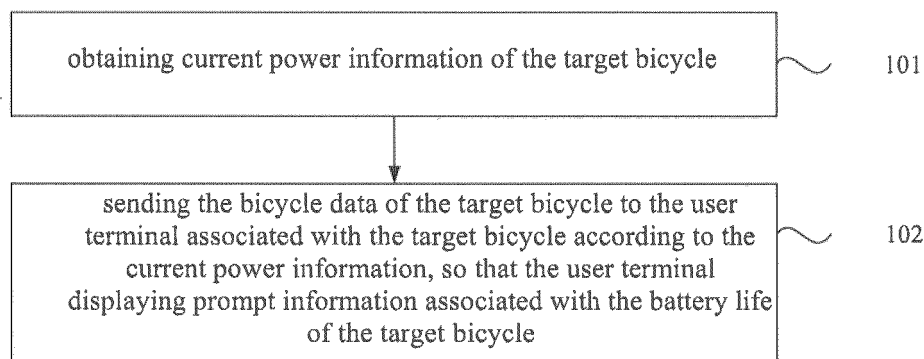 obtaining current power information of the target bicycle
101
sending the bicycle data of the target bicycle to the user
terminal associated with the target bicycle according to the
current power information, so that the user terminal
displaying prompt information associated with the battery life
of the target bicycle
102